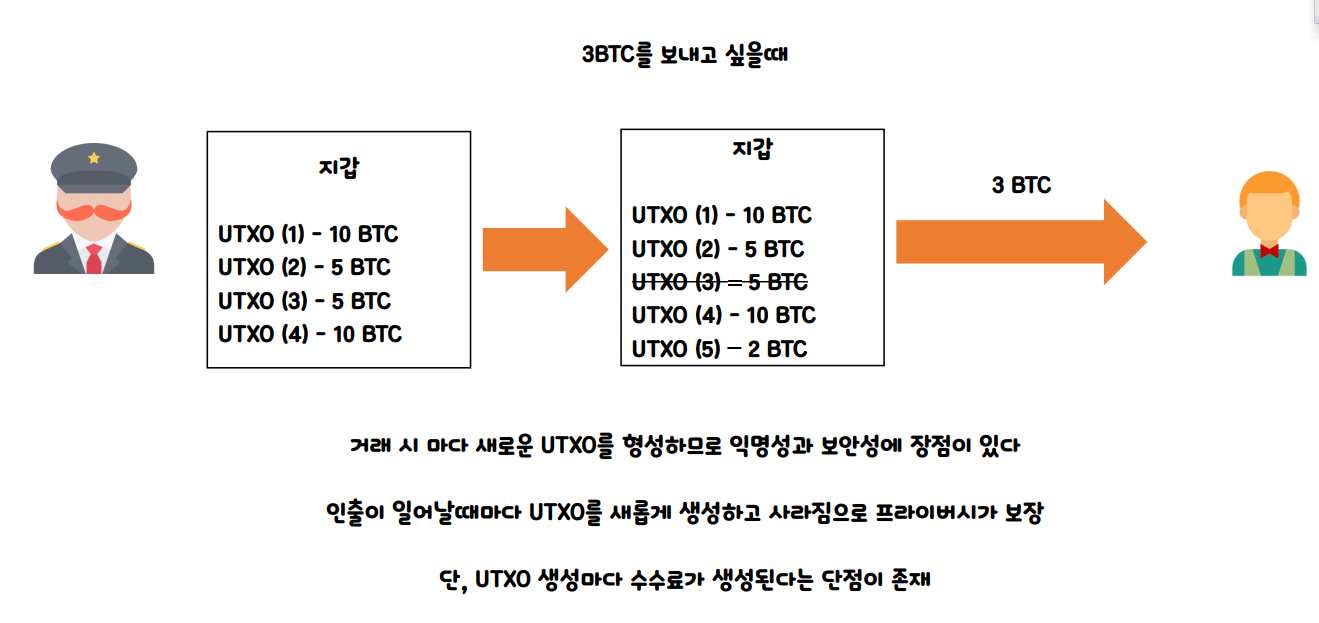 3BTC를 보내고 싶을때
지갑
UTXO (1) - 10 BTC
UTXO (2) - 5 BTC
UTXO (3) - 5 BTC
UTXO (4) - 10 BTC
지갑
UTXO (1) - 10 BTC
UTXO (2) - 5 BTC
UTXO (3) – 5 BTC
UTXO (4) - 10 BTC
UTXO (5) – 2 BTC
3 BTC
거래 시 마다 새로운 UTXO를 형성하므로 익명성과 보안성에 장점이 있다
인출이 일어날때마다 UTXO를 새롭게 생성하고 사라짐으로 프라이버시가 보장
단, UTXO 생성마다 수수료가 생성된다는 단점이 존재